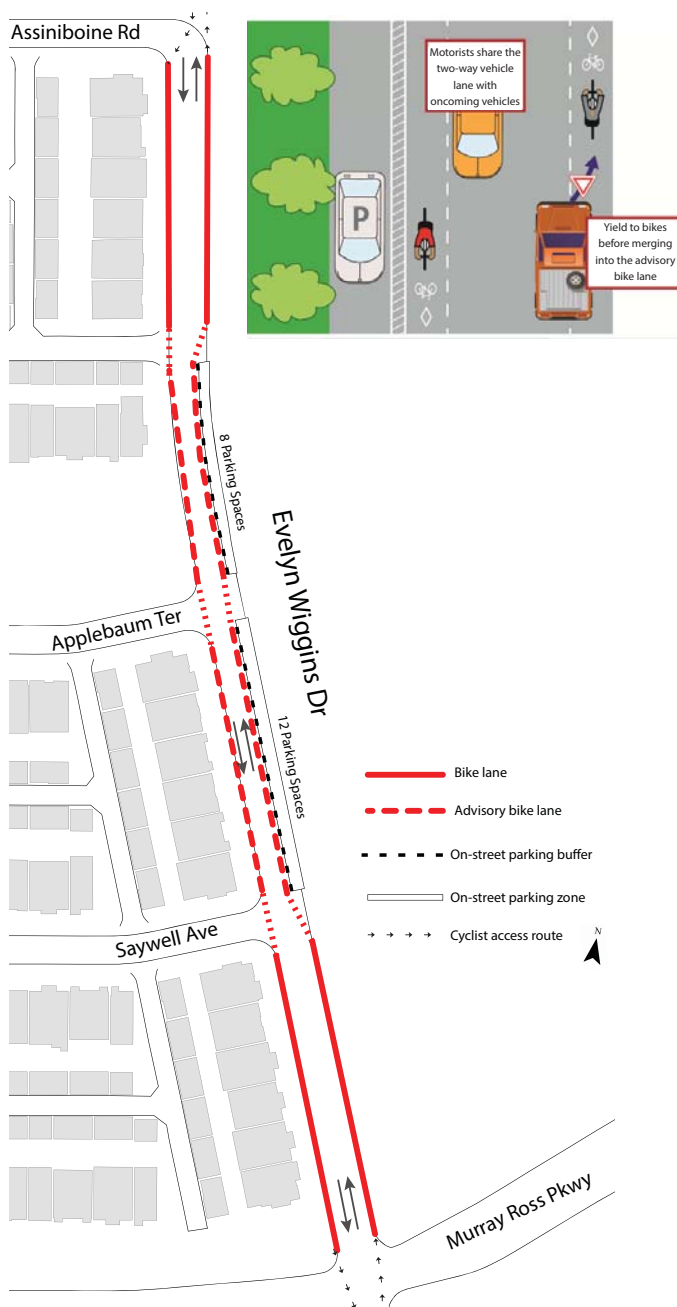 Assiniboine Rd
Motorists share the
two-way vehicle
lane with
oncoming vehicles
P
Yield to bikes
before merging
into the advisory
bike lane
8 Parking Spaces
Evelyn Wiggins Dr
Applebaum Ter
12 Parking Spaces
Bike lane
Advisory bike lane
On-street parking buffer
On-street parking zone
Saywell Ave
Cyclist access route
N
Murray Ross Pkwy